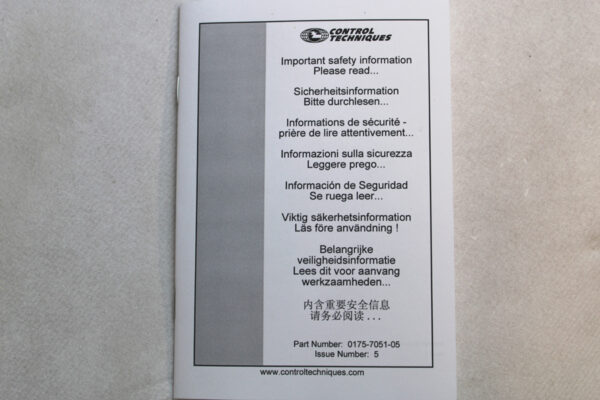 CONTROL
TECHNIQUES
Important safety information
Please read...
Sicherheitsinformation
Bitte durchlesen...
Informations de sécurité -
prière de lire attentivement...
Informazioni sulla sicurezza
Leggere prego...
Información de Seguridad
Se ruega leer...
Viktig säkerhetsinformation
Läs före användning !
Belangrijke
veiligheidsinformatie
Lees dit voor aanvang
werkzaamheden...
内含重要安全信息
请务必阅读 ...
Part Number: 0175-7051-05
Issue Number: 5
www.controltechniques.com